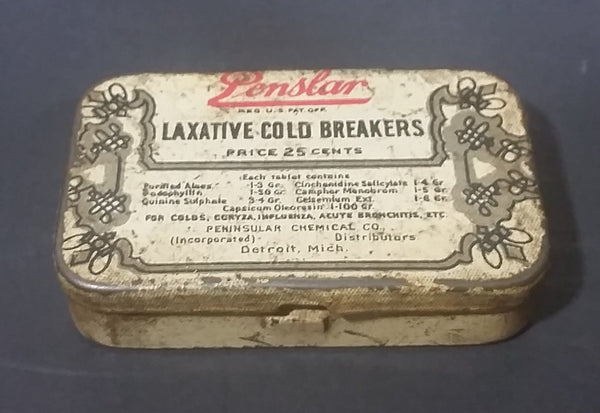 Penslar
REG. U.S. PAT. OFF.
LAXATIVE COLD BREAKERS
PRICE 25 CENTS
Each tablet contains
Purified Aloes 1-3 Gr. Cinchonidine Salicylate 1-4 Gr.
Podophyllin 1-30 Gr. Camphor Monobrom. 1-5 Gr.
Quinine Sulphate 3-4 Gr. Gelsemium Ext. 1-6 Gr.
Capsicum Oleoresin 1-100 Gr.
FOR COLDS, CORYZA, INFLUENZA, ACUTE BRONCHITIS, ETC.
PENINSULAR CHEMICAL CO.
(Incorporated) Distributors
Detroit, Mich.